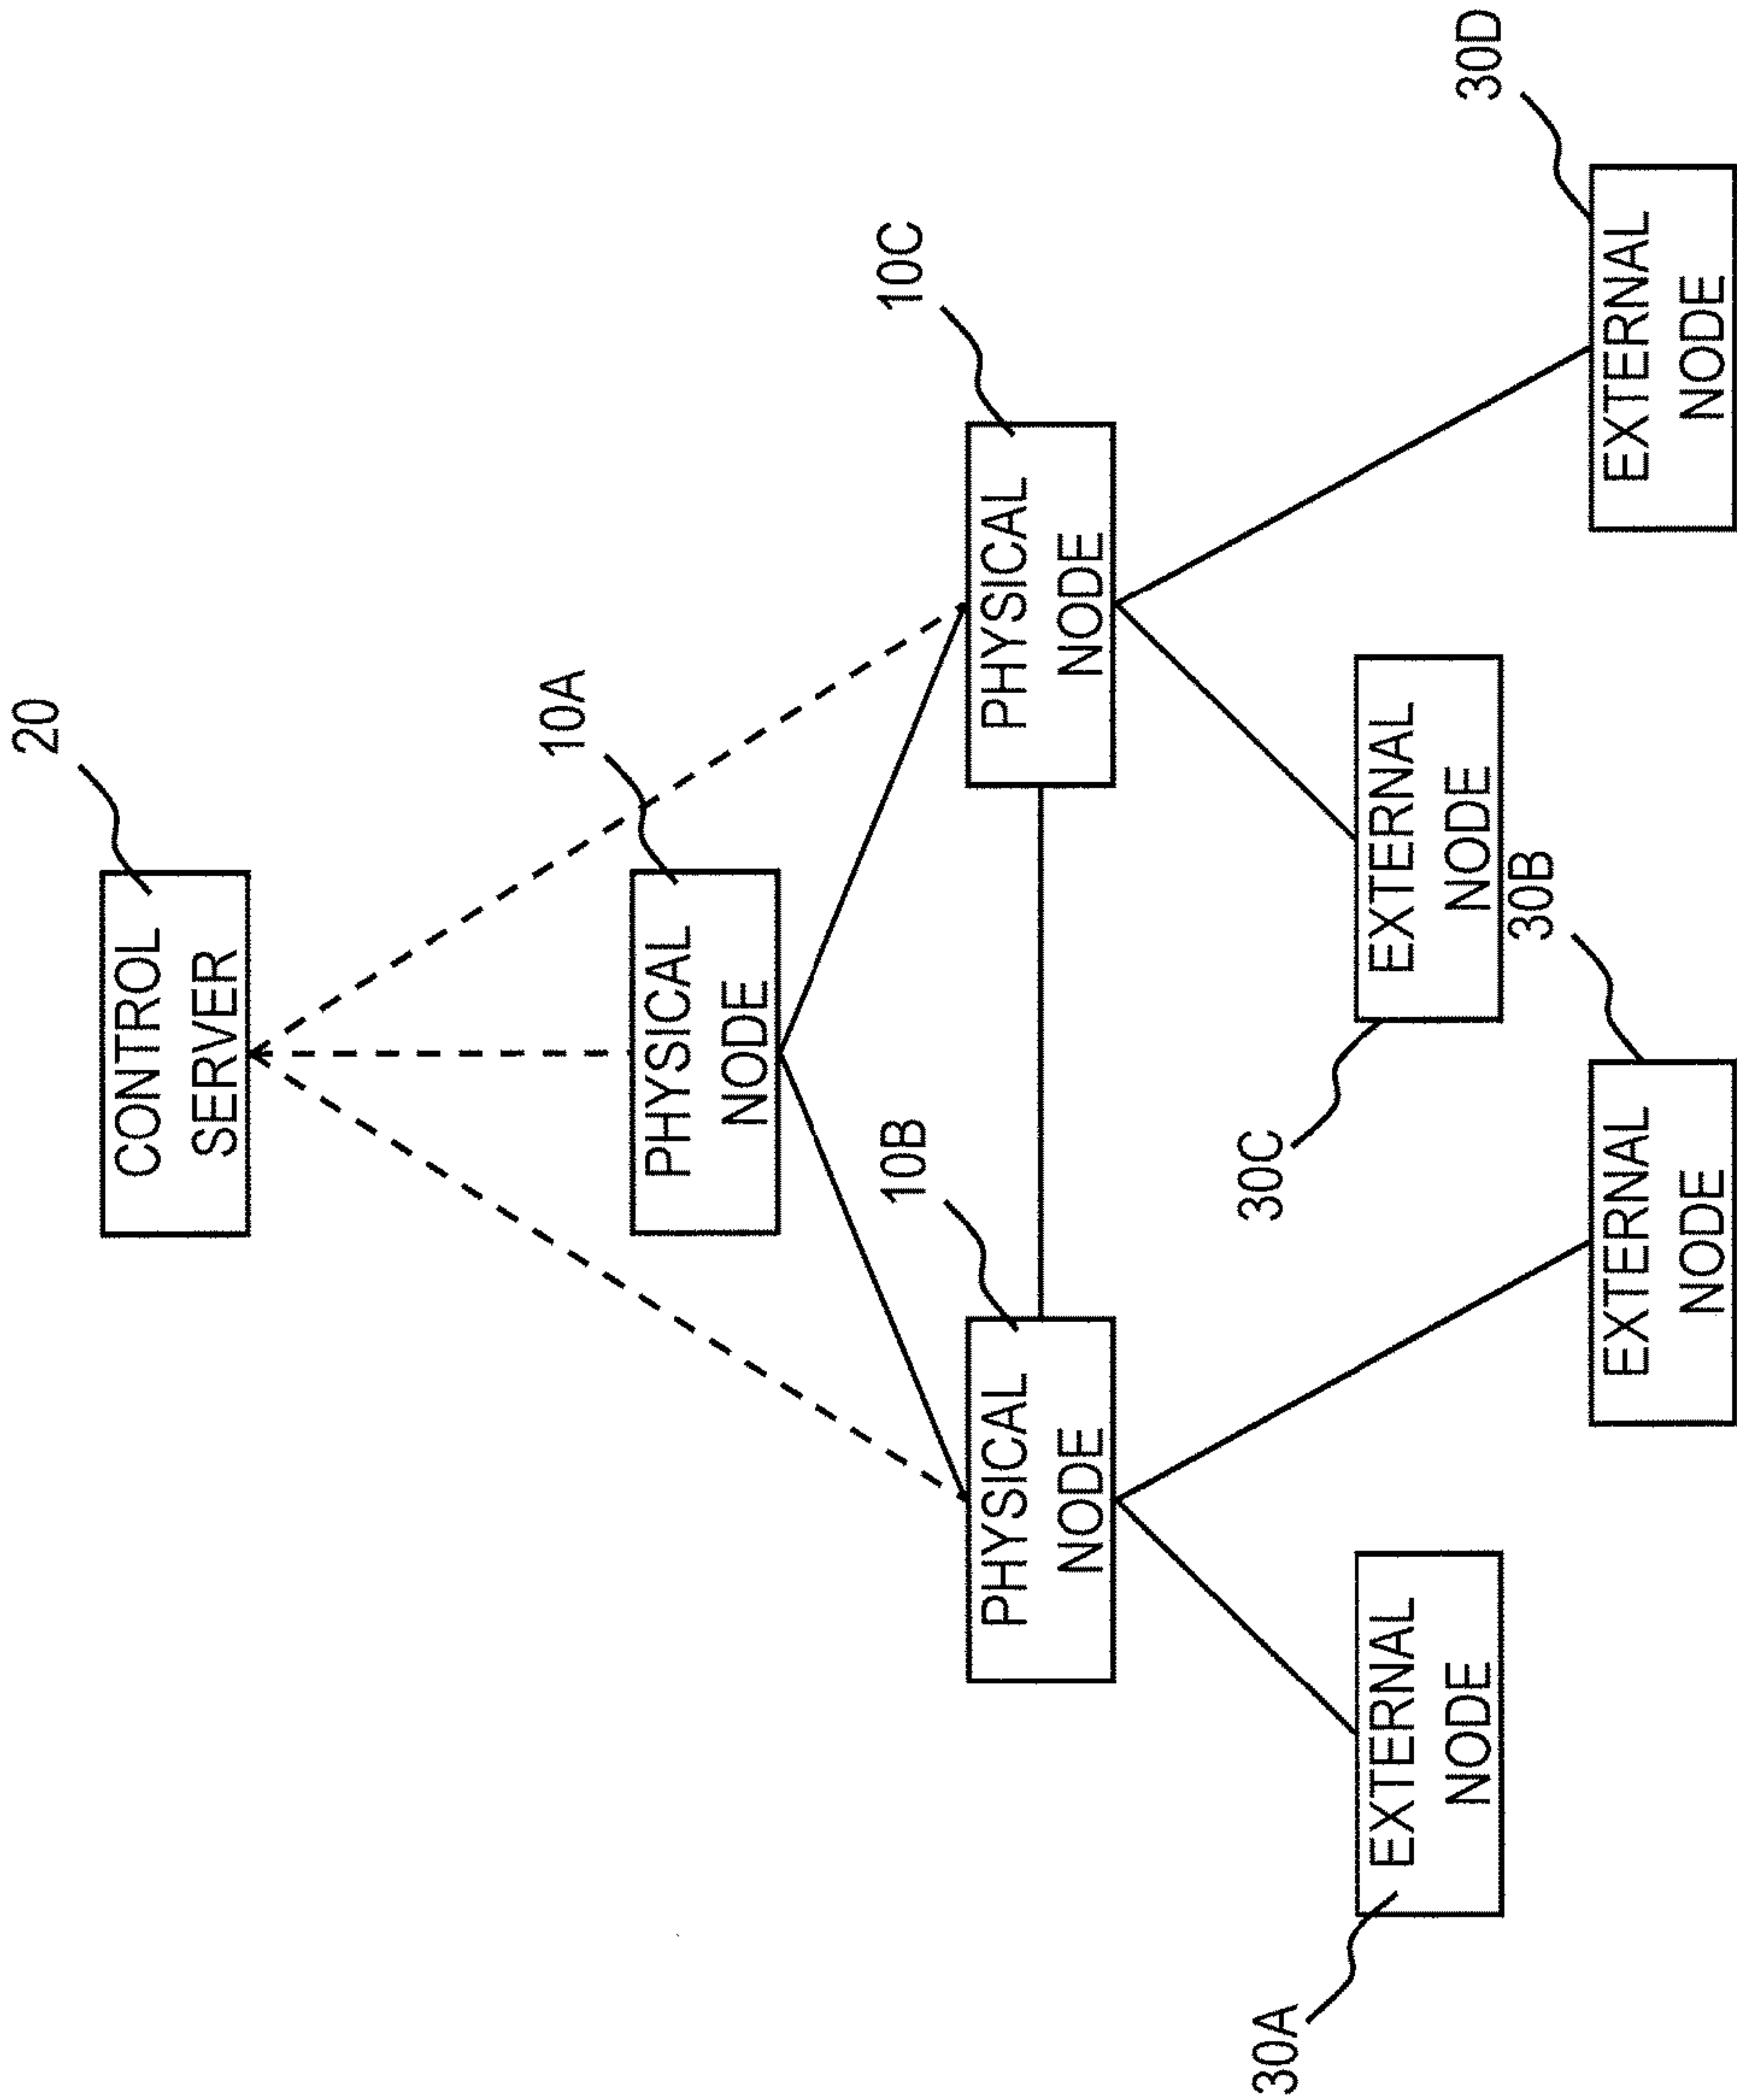 20
CONTROL
SERVER
10A
PHYSICAL
NODE
10B
PHYSICAL
NODE
10C
PHYSICAL
NODE
30A
EXTERNAL
NODE
30C
EXTERNAL
NODE
30B
EXTERNAL
NODE
30D
EXTERNAL
NODE